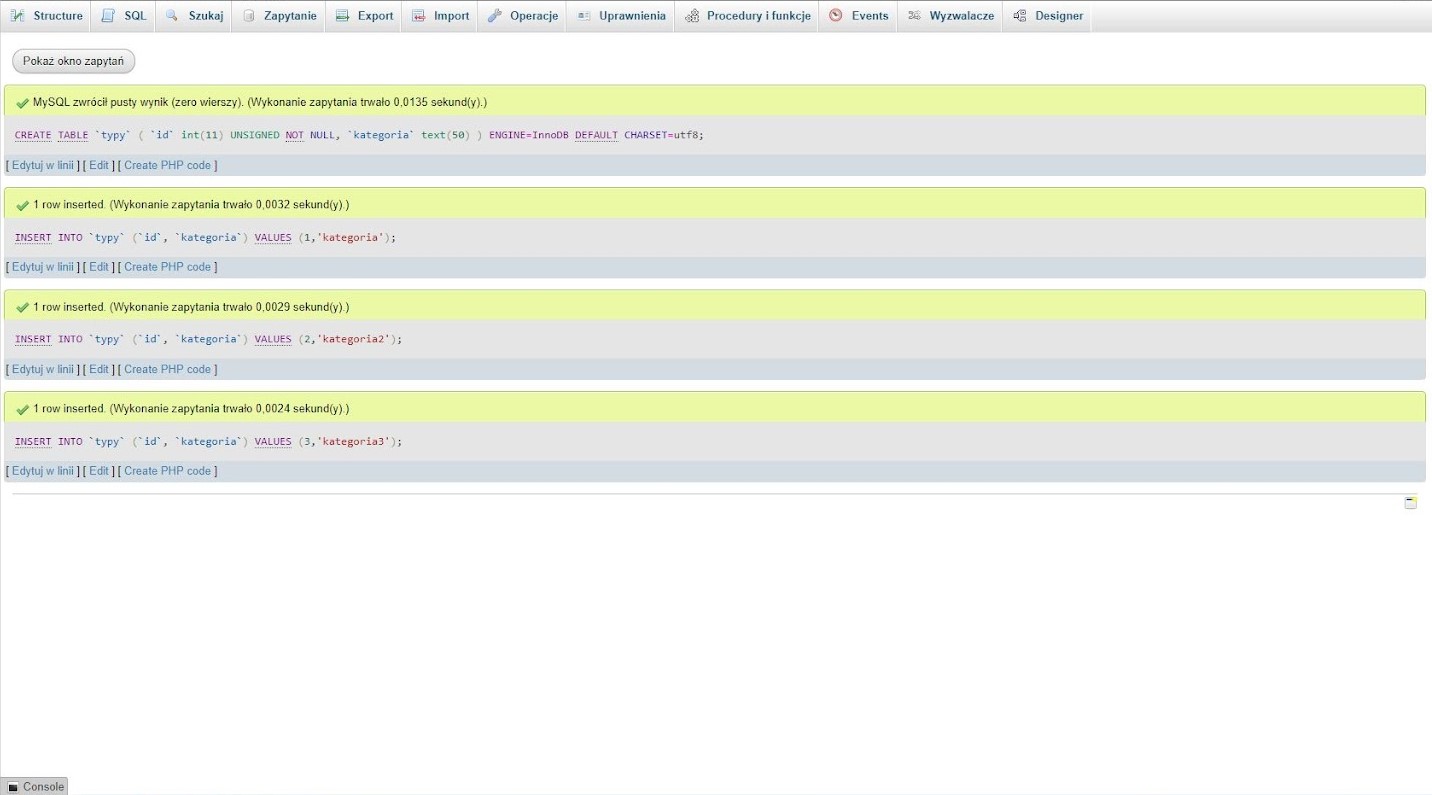 Structure SQL Szukaj Zapytanie Export Import Operacje Uprawnienia Procedury i funkcje Events Wyzwalacze Designer
Pokaż okno zapytań
MySQL zwrócił pusty wynik (zero wierszy). (Wykonanie zapytania trwało 0,0135 sekund(y).)
CREATE TABLE `typy` ( `id` int(11) UNSIGNED NOT NULL, `kategoria` text(50) ) ENGINE=InnoDB DEFAULT CHARSET=utf8;
[ Edytuj w linii ] [ Edit ] [ Create PHP code ]
1 row inserted. (Wykonanie zapytania trwało 0,0032 sekund(y).)
INSERT INTO `typy` (`id`, `kategoria`) VALUES (1,'kategoria');
[ Edytuj w linii ] [ Edit ] [ Create PHP code ]
1 row inserted. (Wykonanie zapytania trwało 0,0029 sekund(y).)
INSERT INTO `typy` (`id`, `kategoria`) VALUES (2,'kategoria2');
[ Edytuj w linii ] [ Edit ] [ Create PHP code ]
1 row inserted. (Wykonanie zapytania trwało 0,0024 sekund(y).)
INSERT INTO `typy` (`id`, `kategoria`) VALUES (3,'kategoria3');
[ Edytuj w linii ] [ Edit ] [ Create PHP code ]
Console